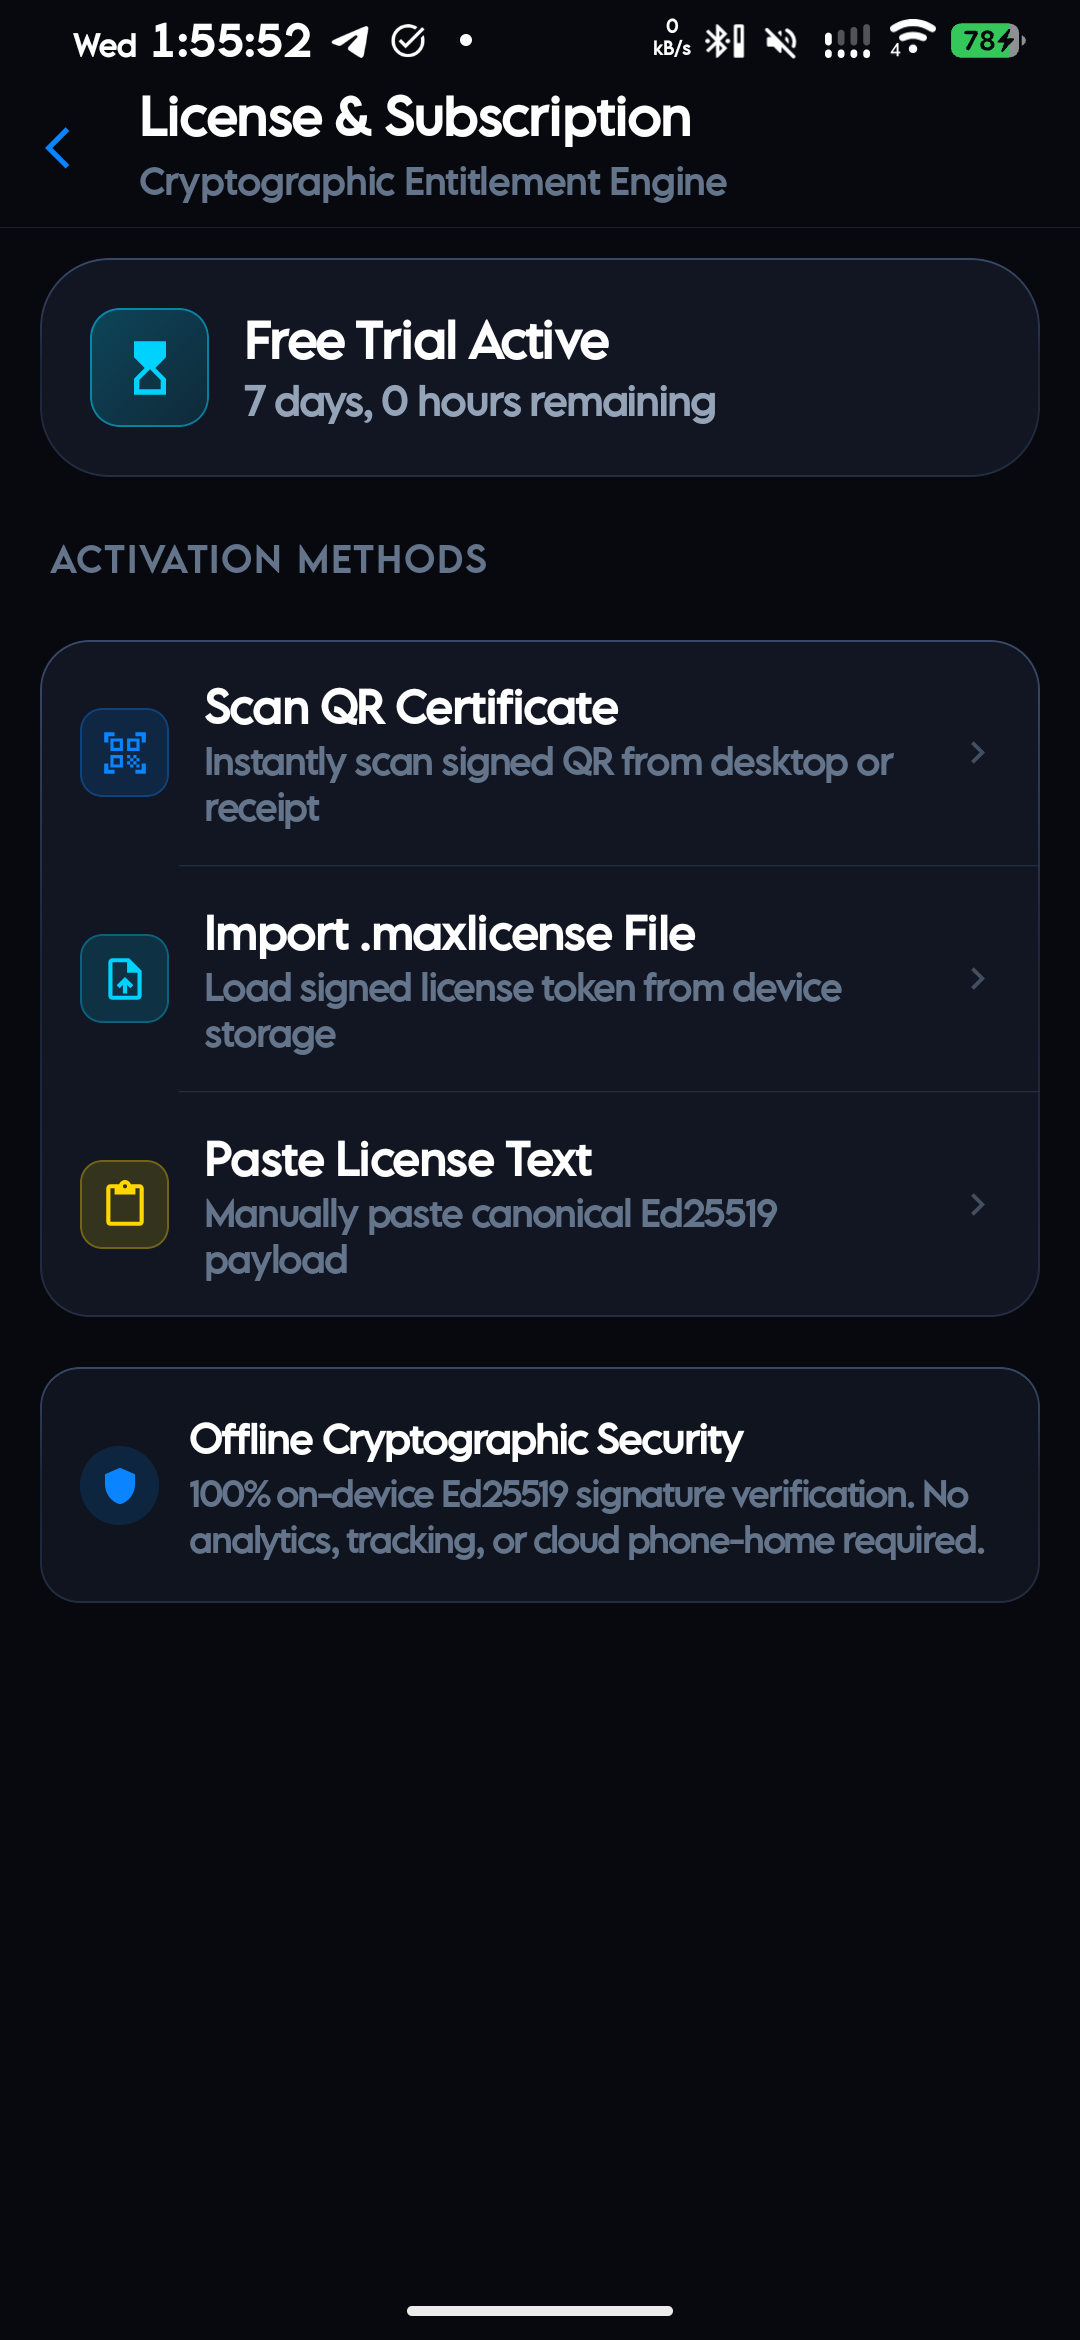 Wed 1:55:52
0
kB/s
4
78
License & Subscription
Cryptographic Entitlement Engine
Free Trial Active
7 days, 0 hours remaining
ACTIVATION METHODS
Scan QR Certificate
Instantly scan signed QR from desktop or
receipt
Import .maxlicense File
Load signed license token from device
storage
Paste License Text
Manually paste canonical Ed25519
payload
Offline Cryptographic Security
100% on-device Ed25519 signature verification. No
analytics, tracking, or cloud phone-home required.